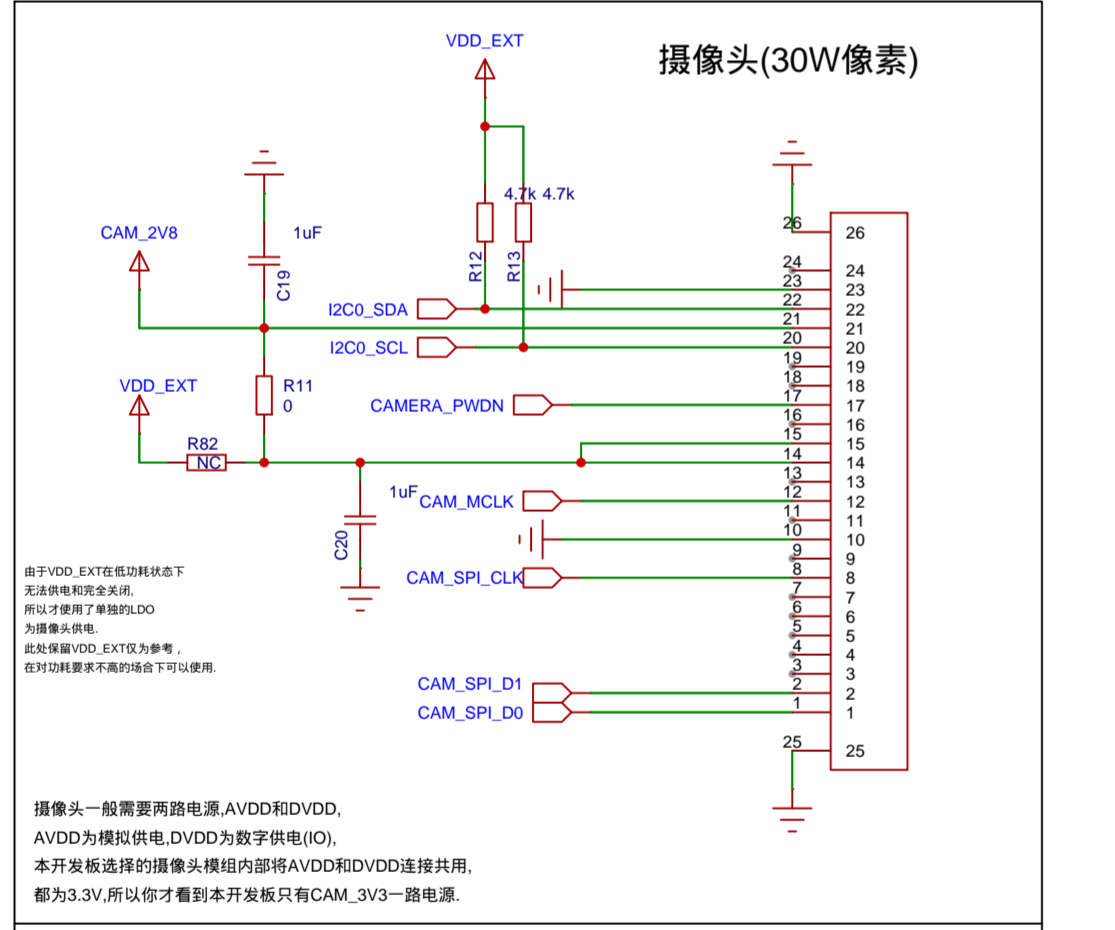 VDD_EXT
摄像头(30W像素)
4.7k 4.7k
CAM_2V8
1uF
C19
R12
R13
I2C0_SDA
I2C0_SCL
VDD_EXT
R11
0
CAMERA_PWDN
R82
NC
1uF
CAM_MCLK
C20
CAM_SPI_CLK
由于VDD_EXT在低功耗状态下
无法供电和完全关闭,
所以才使用了单独的LDO
为摄像头供电.
此处保留VDD_EXT仅为参考，
在对功耗要求不高的场合下可以使用.
CAM_SPI_D1
CAM_SPI_D0
26 26
24 24
23 23
22 22
21 21
20 20
19 19
18 18
17 17
16 16
15 15
14 14
13 13
12 12
11 11
10 10
9 9
8 8
7 7
6 6
5 5
4 4
3 3
2 2
1 1
25 25
摄像头一般需要两路电源,AVDD和DVDD,
AVDD为模拟供电,DVDD为数字供电(IO),
本开发板选择的摄像头模组内部将AVDD和DVDD连接共用,
都为3.3V,所以你才看到本开发板只有CAM_3V3一路电源.